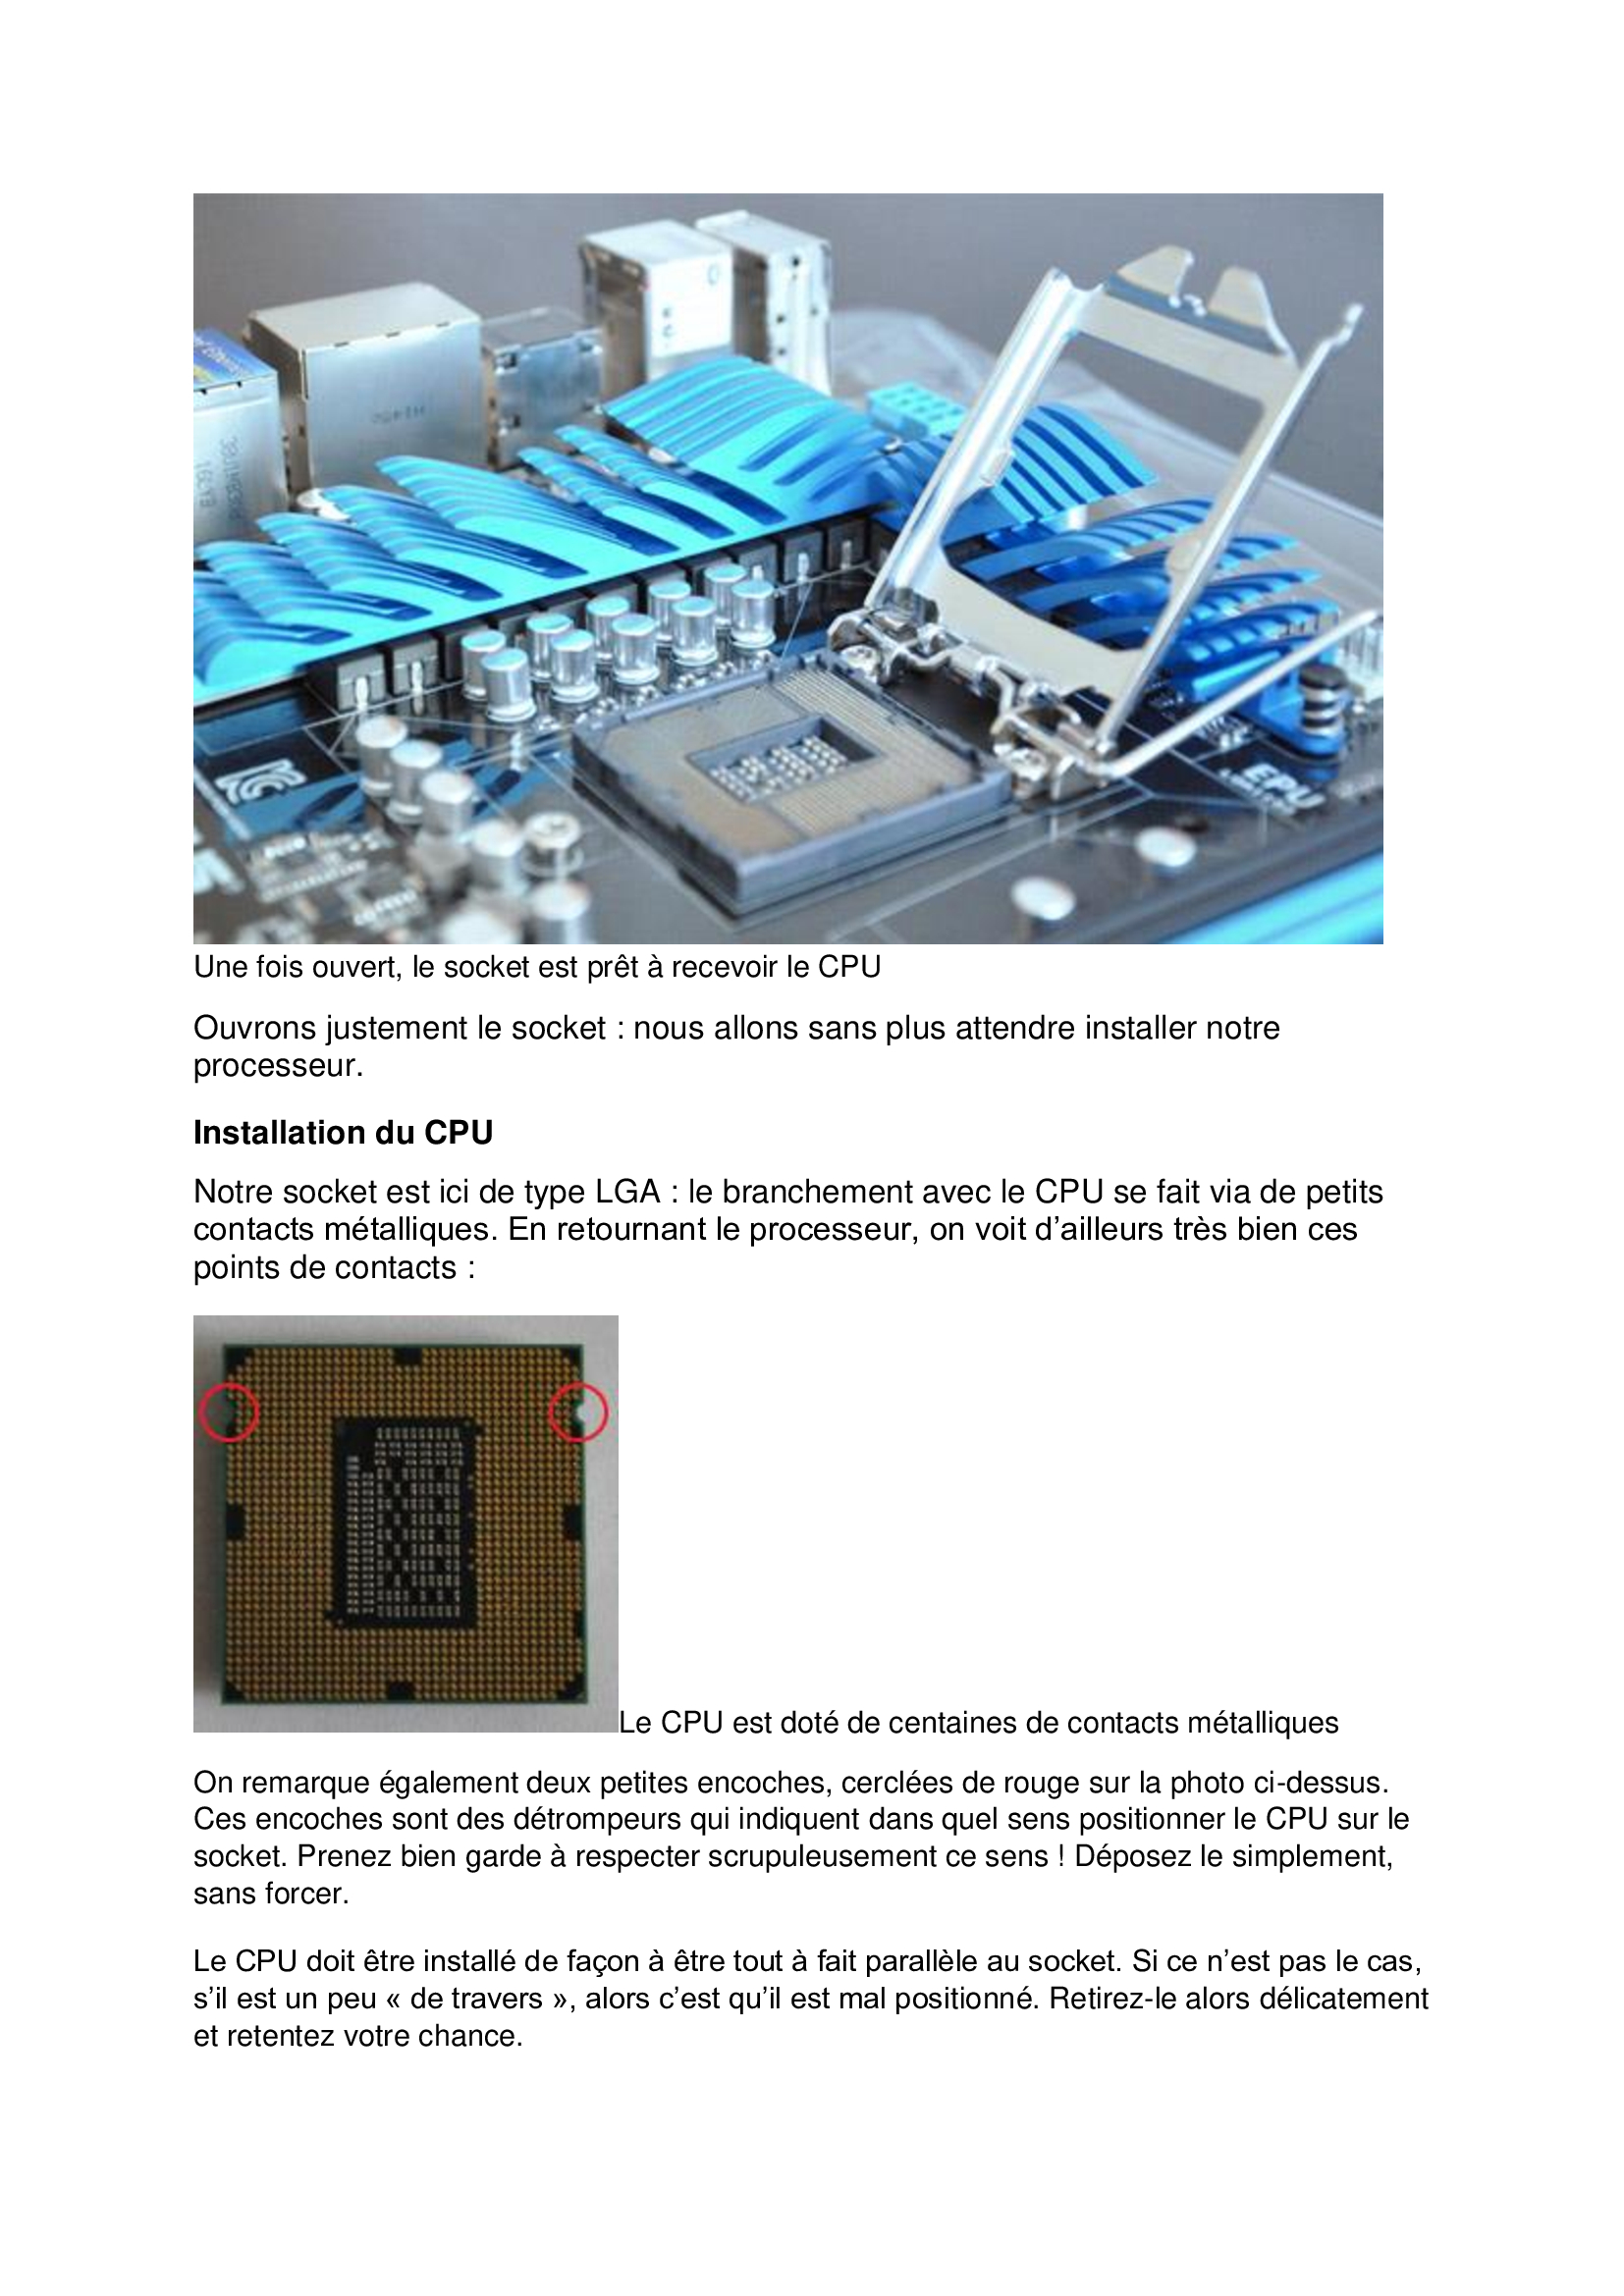 EPU
Une fois ouvert, le socket est prêt à recevoir le CPU
Ouvrons justement le socket : nous allons sans plus attendre installer notre
processeur.
Installation du CPU
Notre socket est ici de type LGA : le branchement avec le CPU se fait via de petits
contacts métalliques. En retournant le processeur, on voit d’ailleurs très bien ces
points de contacts :
Le CPU est doté de centaines de contacts métalliques
On remarque également deux petites encoches, cerclées de rouge sur la photo ci-dessus.
Ces encoches sont des détrompeurs qui indiquent dans quel sens positionner le CPU sur le
socket. Prenez bien garde à respecter scrupuleusement ce sens ! Déposez le simplement,
sans forcer.
Le CPU doit être installé de façon à être tout à fait parallèle au socket. Si ce n’est pas le cas,
s’il est un peu « de travers », alors c’est qu’il est mal positionné. Retirez-le alors délicatement
et retentez votre chance.